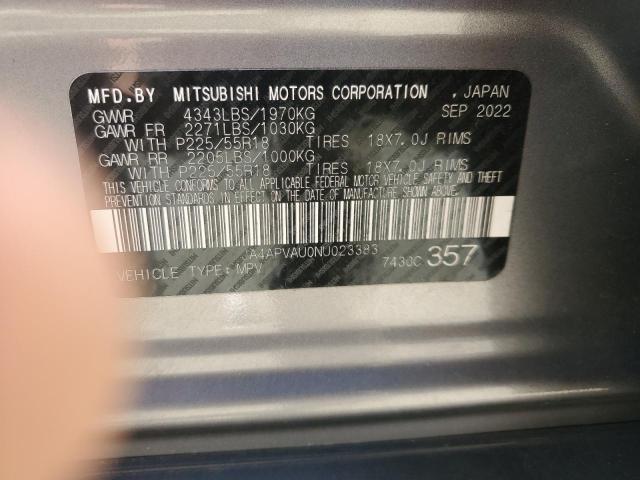 MFD.BY MITSUBISHI MOTORS CORPORATION , JAPAN
GVWR 4343LBS/1970KG SEP 2022
GAWR FR 2271LBS/1030KG
WITH P225/55R18 TIRES 18X7.0J RIMS
GAWR RR 2205LBS/1000KG
WITH P225/55R18 TIRES 18X7.0J RIMS
THIS VEHICLE CONFORMS TO ALL APPLICABLE FEDERAL MOTOR VEHICLE SAFETY AND THEFT
PREVENTION STANDARDS IN EFFECT ON THE DATE OF MANUFACTURE SHOWN ABOVE.
A4APVAU0NU023383
VEHICLE TYPE: MPV 7430C 357